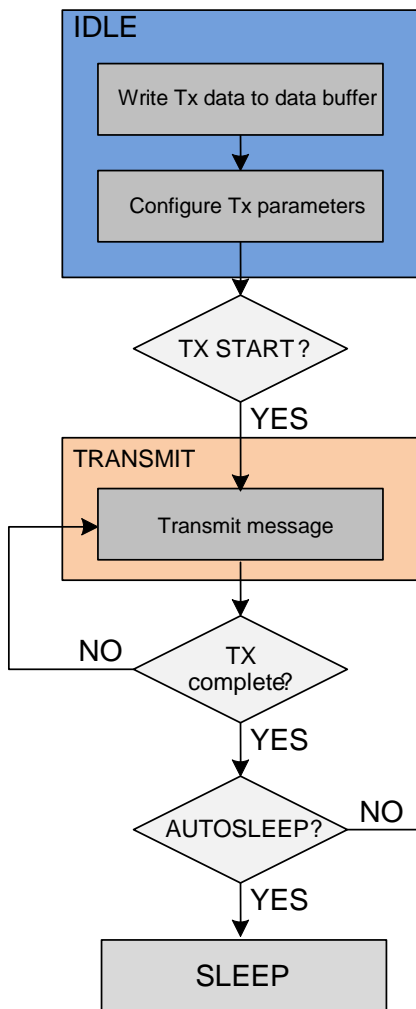 IDLE
Write Tx data to data buffer
Configure Tx parameters
TX START?
YES
TRANSMIT
Transmit message
NO
TX
complete?
YES
AUTOSLEEP?
NO
YES
SLEEP